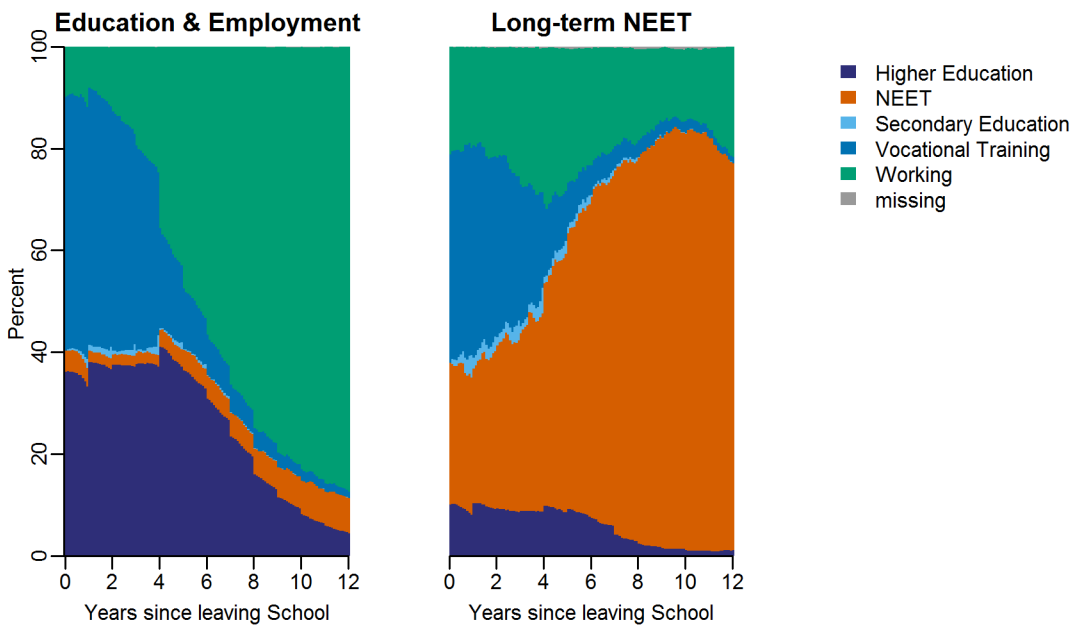 Education & Employment
Long-term NEET
Percent
100
80
60
40
20
0
0 2 4 6 8 10 12
0 2 4 6 8 10 12
Years since leaving School
Years since leaving School
Higher Education
NEET
Secondary Education
Vocational Training
Working
missing